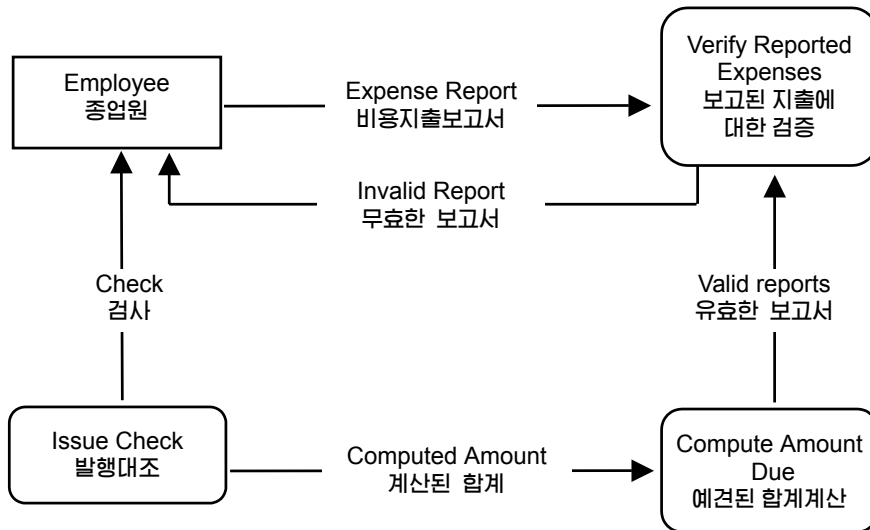 Employee
종업원
Expense Report
비용지출보고서
Verify Reported
Expenses
보고된 지출에
대한 검증
Invalid Report
무효한 보고서
Check
검사
Valid reports
유효한 보고서
Issue Check
발행대조
Computed Amount
계산된 합계
Compute Amount
Due
예견된 합계계산